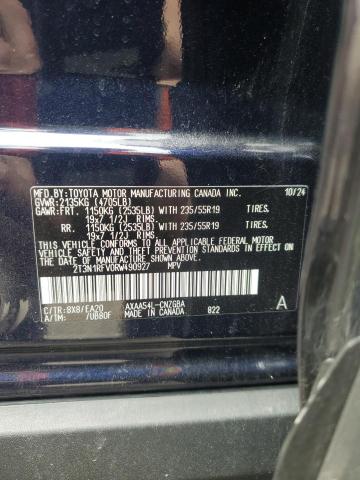 MFD.BY:TOYOTA MOTOR MANUFACTURING CANADA INC. 10/24
GVWR:2135KG (4705LB)
GAWR:FRT. 1150KG (2535LB) WITH 235/55R19 TIRES,
19x7 1/2J RIMS
RR. 1150KG (2535LB) WITH 235/55R19 TIRES,
19x7 1/2J RIMS
THIS VEHICLE CONFORMS TO ALL APPLICABLE FEDERAL MOTOR
VEHICLE SAFETY AND THEFT PREVENTION STANDARDS IN EFFECT
ON THE DATE OF MANUFACTURE SHOWN ABOVE.
2T3N1RFV0RW490927 MPV
C/TR:8X8/EA20 AXAA54L-CNZGBA A
A/TM: /UB80F MADE IN CANADA 822